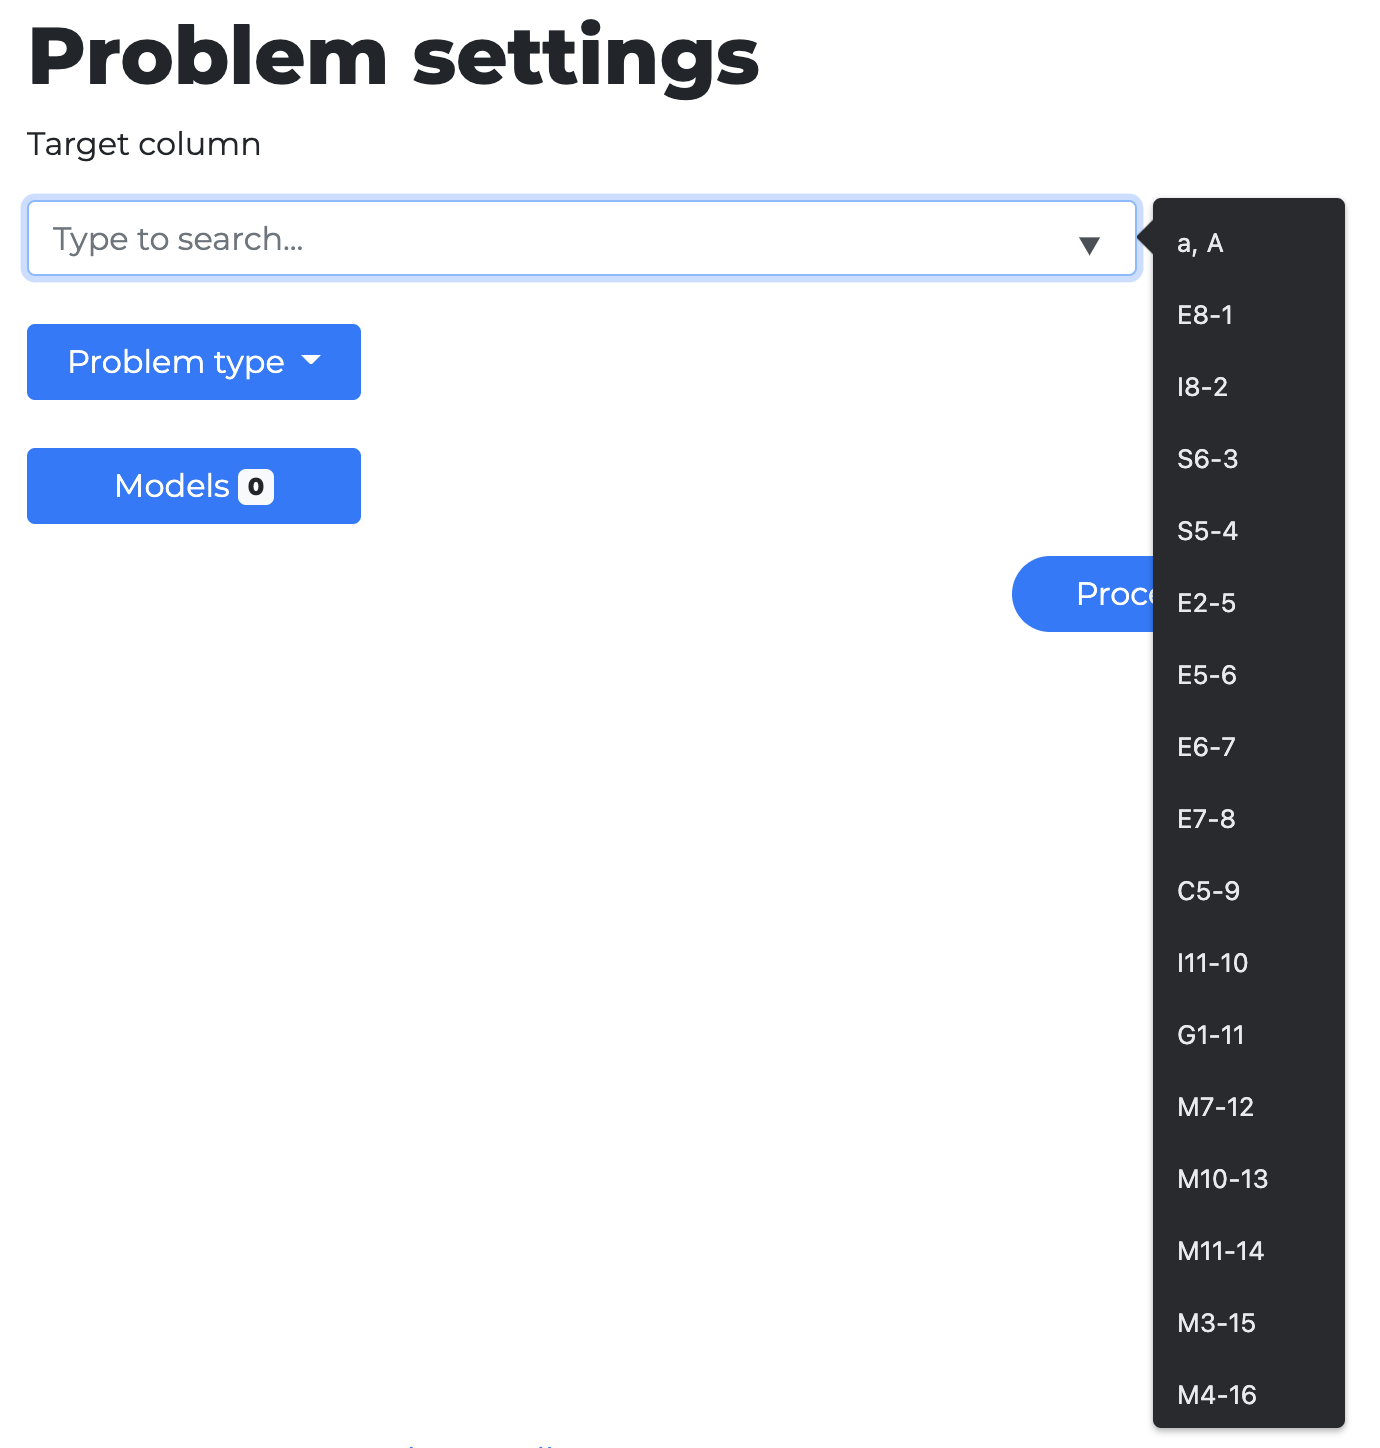 Problem settings
Target column
Type to search...
Problem type
Models 0
Proce
a, A
E8-1
I8-2
S6-3
S5-4
E2-5
E5-6
E6-7
E7-8
C5-9
I11-10
G1-11
M7-12
M10-13
M11-14
M3-15
M4-16